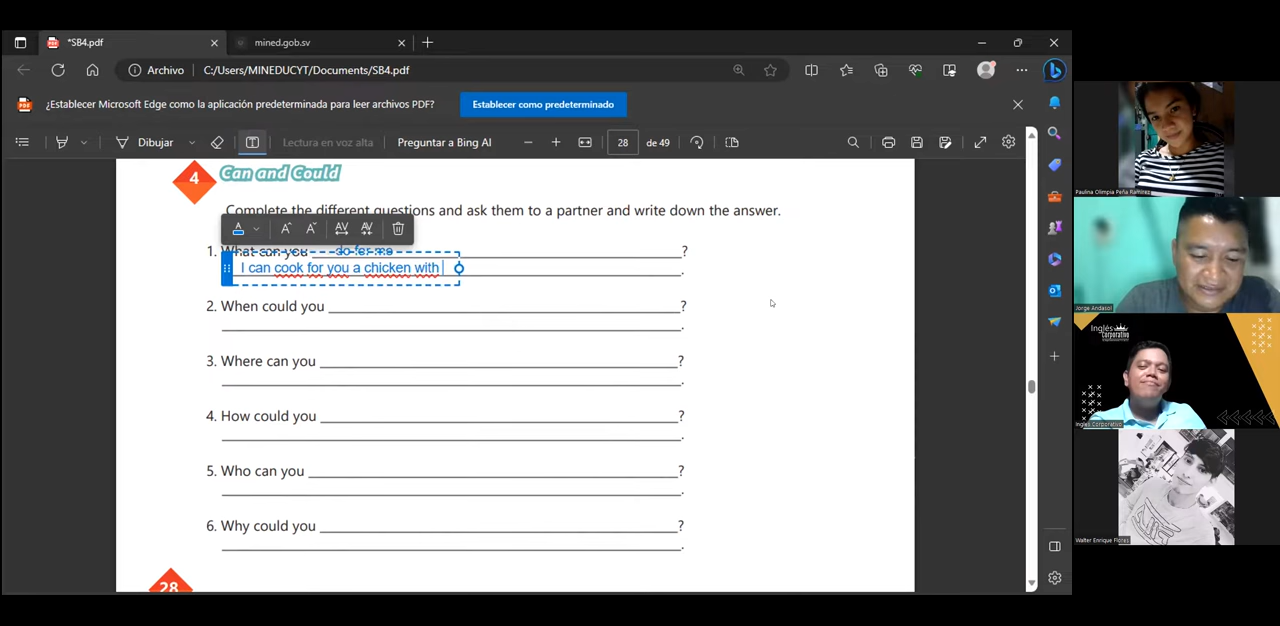 *SB4.pdf
mined.gob.sv
Archivo
C:/Users/MINEDUCYT/Documents/SB4.pdf
¿Establecer Microsoft Edge como la aplicación predeterminada para leer archivos PDF?
Establecer como predeterminado
Dibujar
Lectura en voz alta
Preguntar a Bing AI
28
de 49
4
Can and Could
Complete the different questions and ask them to a partner and write down the answer.
1. What can you do for me ?
I can cook for you a chicken with
2. When could you ?
3. Where can you ?
4. How could you ?
5. Who can you ?
6. Why could you ?
28
Paulina Olimpia Peña Ramirez
Jorge Andasol
Inglés
Corporativo
Ingles Corporativo
Walter Enrique Flores